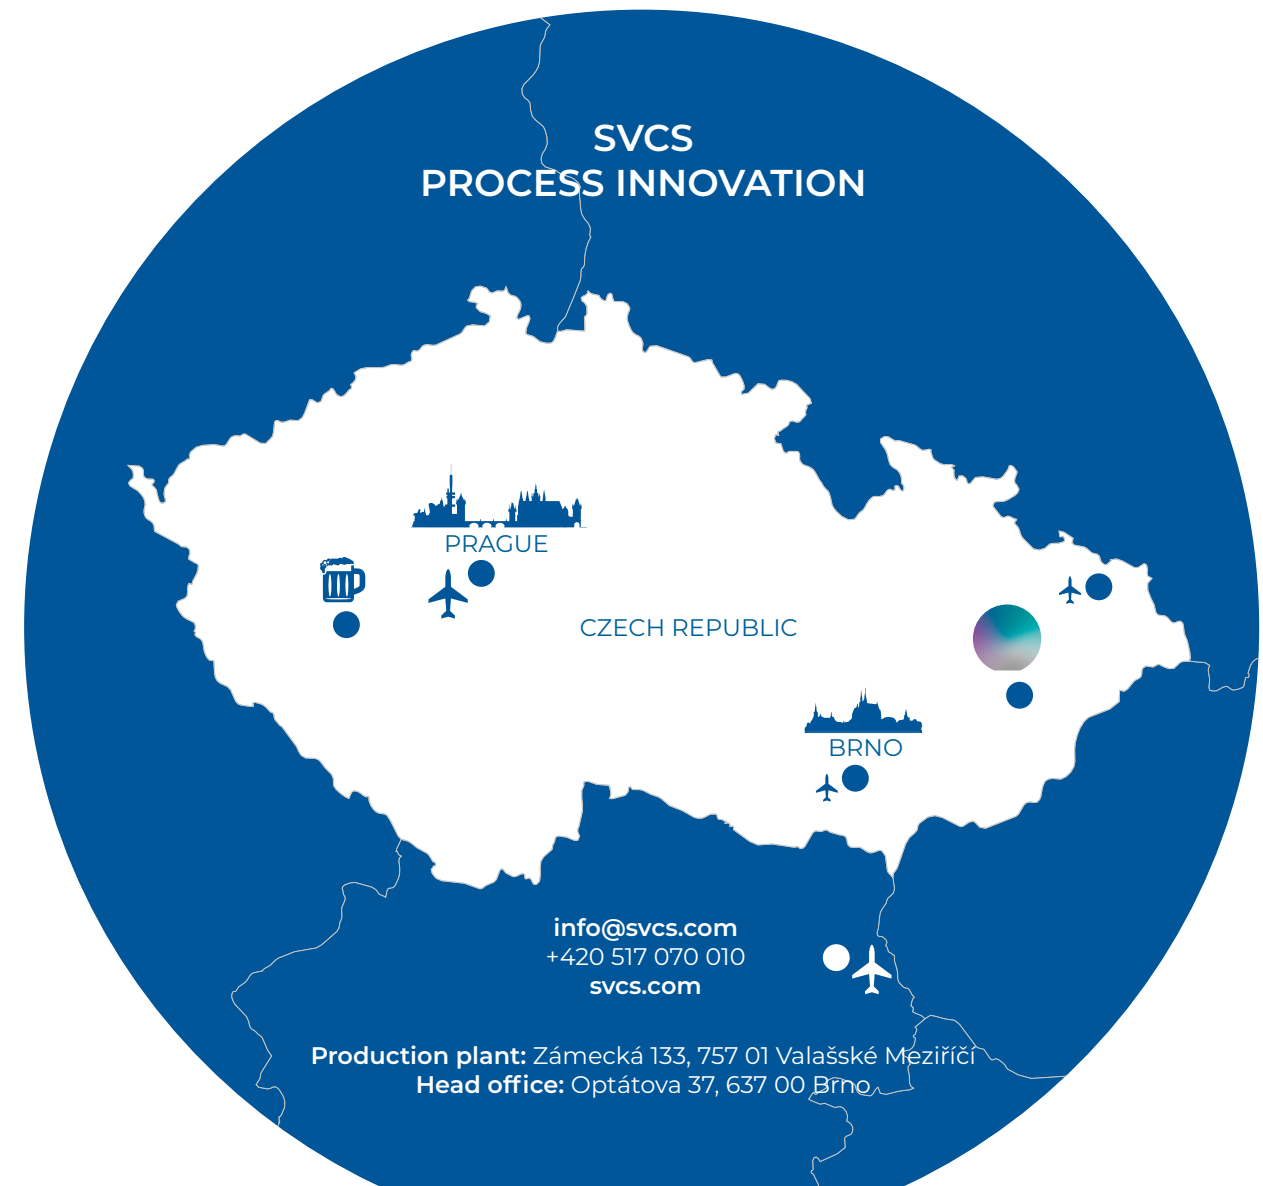 SVCS
PROCESS INNOVATION
PRAGUE
CZECH REPUBLIC
BRNO
info@svcs.com
+420 517 070 010
svcs.com
Production plant: Zámecká 133, 757 01 Valašské Meziříčí
Head office: Optátova 37, 637 00 Brno